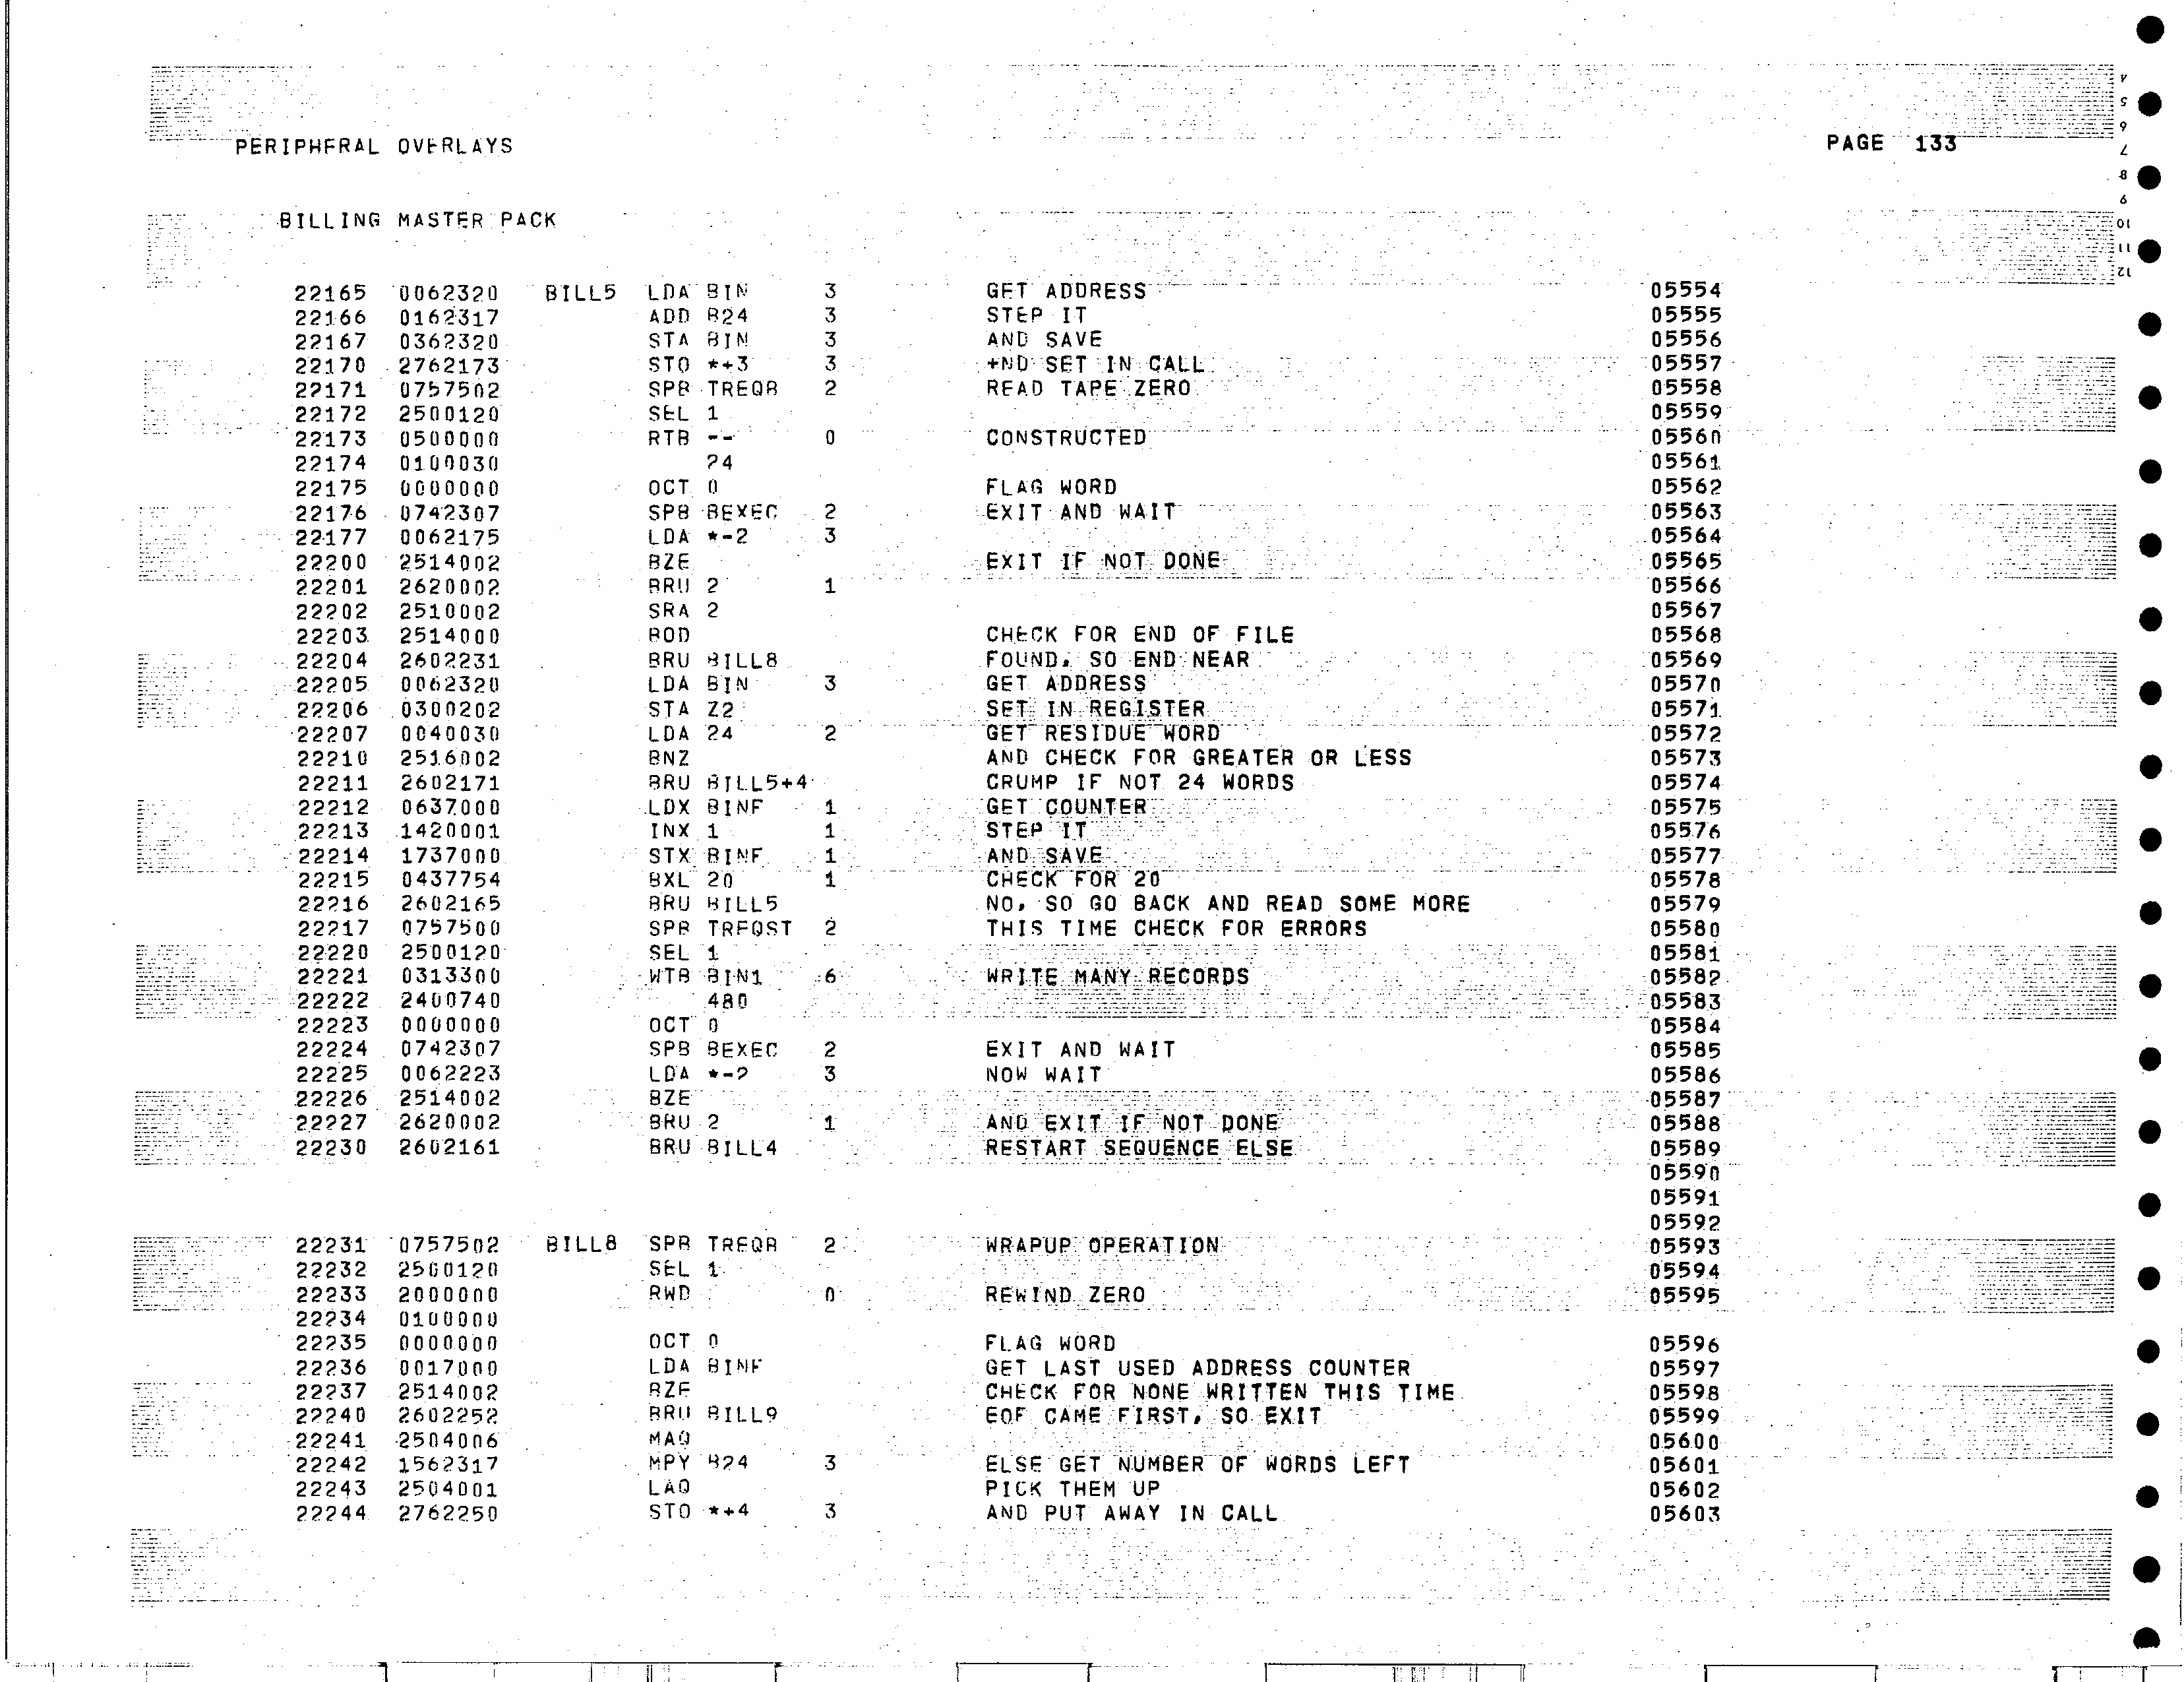 PERIPHERAL OVERLAYS PAGE 133
BILLING MASTER PACK
22165 0062320 BILL5 LDA BIN 3 GET ADDRESS 05554
22166 0162317 ADD B24 3 STEP IT 05555
22167 0362320 STA BIN 3 AND SAVE 05556
22170 2762173 STO *+3 3 +ND SET IN CALL 05557
22171 0757502 SPB TREQR 2 READ TAPE ZERO 05558
22172 2500120 SEL 1 05559
22173 0500000 RTB -- 0 CONSTRUCTED 05560
22174 0100030 24 05561
22175 0000000 OCT 0 FLAG WORD 05562
22176 0742307 SPB BEXEC 2 EXIT AND WAIT 05563
22177 0062175 LDA *-2 3 05564
22200 2514002 BZE EXIT IF NOT DONE 05565
22201 2620002 BRU 2 1 05566
22202 2510002 SRA 2 05567
22203 2514000 BOD CHECK FOR END OF FILE 05568
22204 2602231 BRU BILL8 FOUND, SO END NEAR 05569
22205 0062320 LDA BIN 3 GET ADDRESS 05570
22206 0300202 STA Z2 SET IN REGISTER 05571
22207 0040030 LDA 24 2 GET RESIDUE WORD 05572
22210 2516002 BNZ AND CHECK FOR GREATER OR LESS 05573
22211 2602171 BRU BILL5+4 CRUMP IF NOT 24 WORDS 05574
22212 0637000 LDX BINF 1 GET COUNTER 05575
22213 1420001 INX 1 1 STEP IT 05576
22214 1737000 STX BINF 1 AND SAVE 05577
22215 0437754 BXL 20 1 CHECK FOR 20 05578
22216 2602165 BRU BILL5 NO, SO GO BACK AND READ SOME MORE 05579
22217 0757500 SPB TREQST 2 THIS TIME CHECK FOR ERRORS 05580
22220 2500120 SEL 1 05581
22221 0313300 WTB BIN1 6 WRITE MANY RECORDS 05582
22222 2400740 480 05583
22223 0000000 OCT 0 05584
22224 0742307 SPB BEXEC 2 EXIT AND WAIT 05585
22225 0062223 LDA *-2 3 NOW WAIT 05586
22226 2514002 BZE 05587
22227 2620002 BRU 2 1 AND EXIT IF NOT DONE 05588
22230 2602161 BRU BILL4 RESTART SEQUENCE ELSE 05589
05590
05591
05592
22231 0757502 BILL8 SPB TREQR 2 WRAPUP OPERATION 05593
22232 2500120 SEL 1 05594
22233 2000000 RWD 0 REWIND ZERO 05595
22234 0100000
22235 0000000 OCT 0 FLAG WORD 05596
22236 0017000 LDA BINF GET LAST USED ADDRESS COUNTER 05597
22237 2514002 BZE CHECK FOR NONE WRITTEN THIS TIME 05598
22240 2602252 BRU BILL9 EOF CAME FIRST, SO EXIT 05599
22241 2504006 MAQ 05600
22242 1562317 MPY B24 3 ELSE GET NUMBER OF WORDS LEFT 05601
22243 2504001 LAQ PICK THEM UP 05602
22244 2762250 STO *+4 3 AND PUT AWAY IN CALL 05603
4
5
6
7
8
9
10
11
12